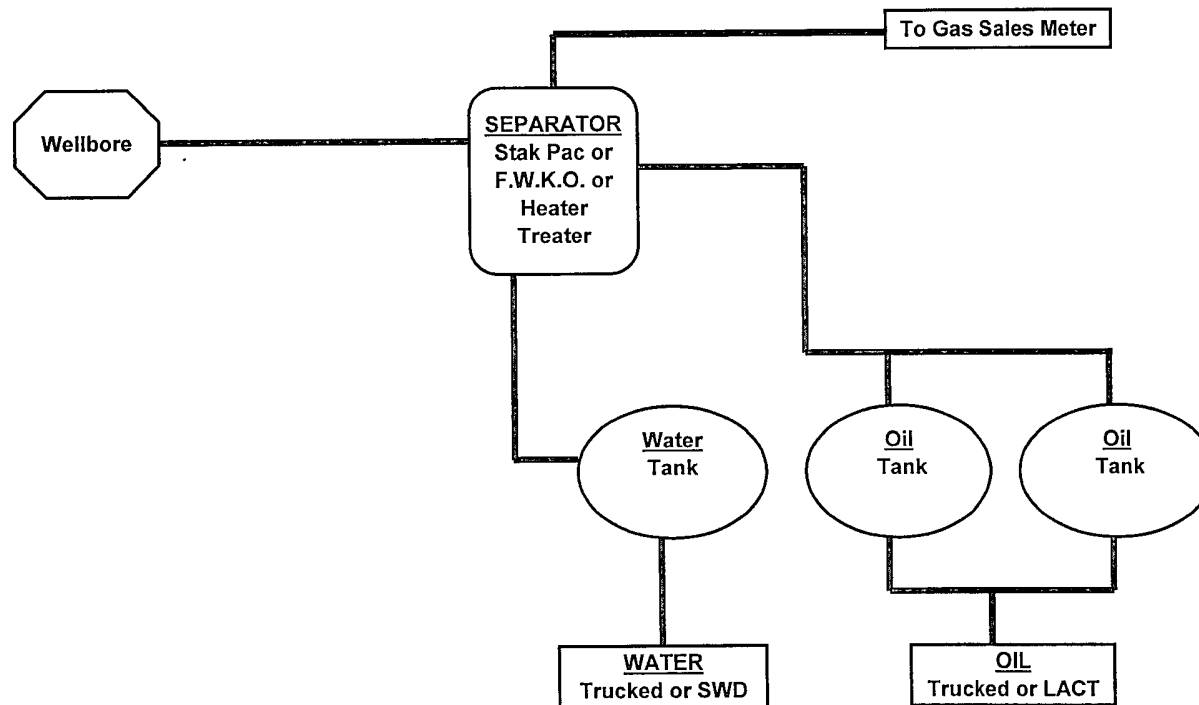 To Gas Sales Meter
Wellbore
SEPARATOR
Stak Pac or
F.W.K.O. or
Heater
Treater
Water
Tank
Oil
Tank
Oil
Tank
WATER
Trucked or SWD
OIL
Trucked or LACT